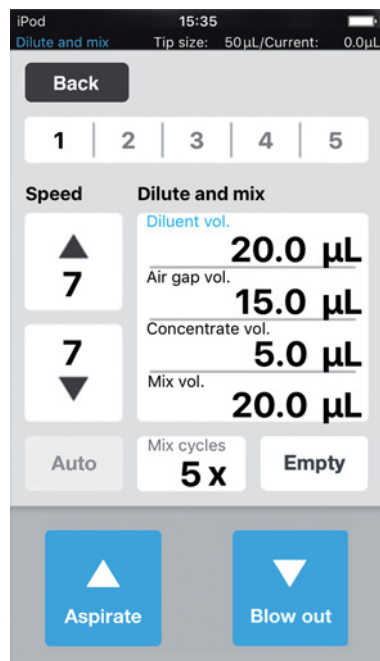 iPod 15:35
Dilute and mix Tip size: 50µL/Current: 0.0µL
Back
1 2 3 4 5
Speed Dilute and mix
Diluent vol.
20.0 µL
7
Air gap vol.
15.0 µL
Concentrate vol.
5.0 µL
7
Mix vol.
20.0 µL
Auto
Mix cycles
5 x
Empty
Aspirate Blow out